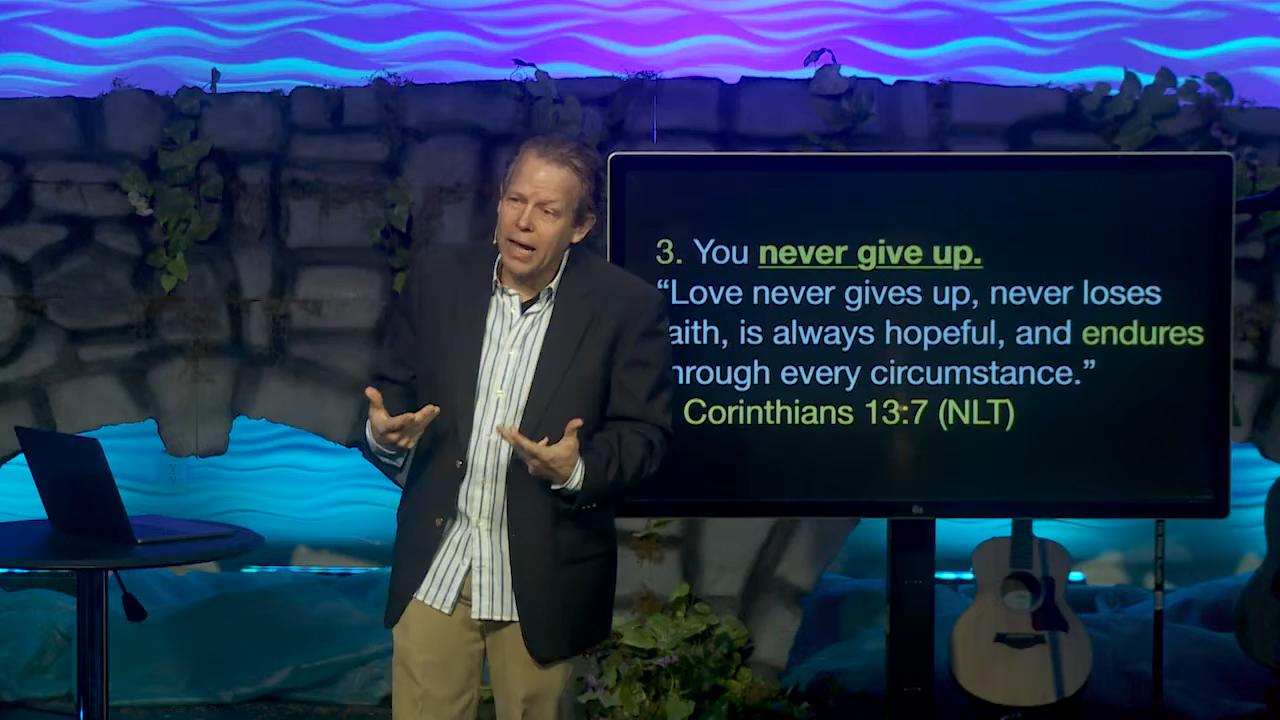 3. You never give up.
“Love never gives up, never loses
aith, is always hopeful, and endures
hrough every circumstance.”
Corinthians 13:7 (NLT)